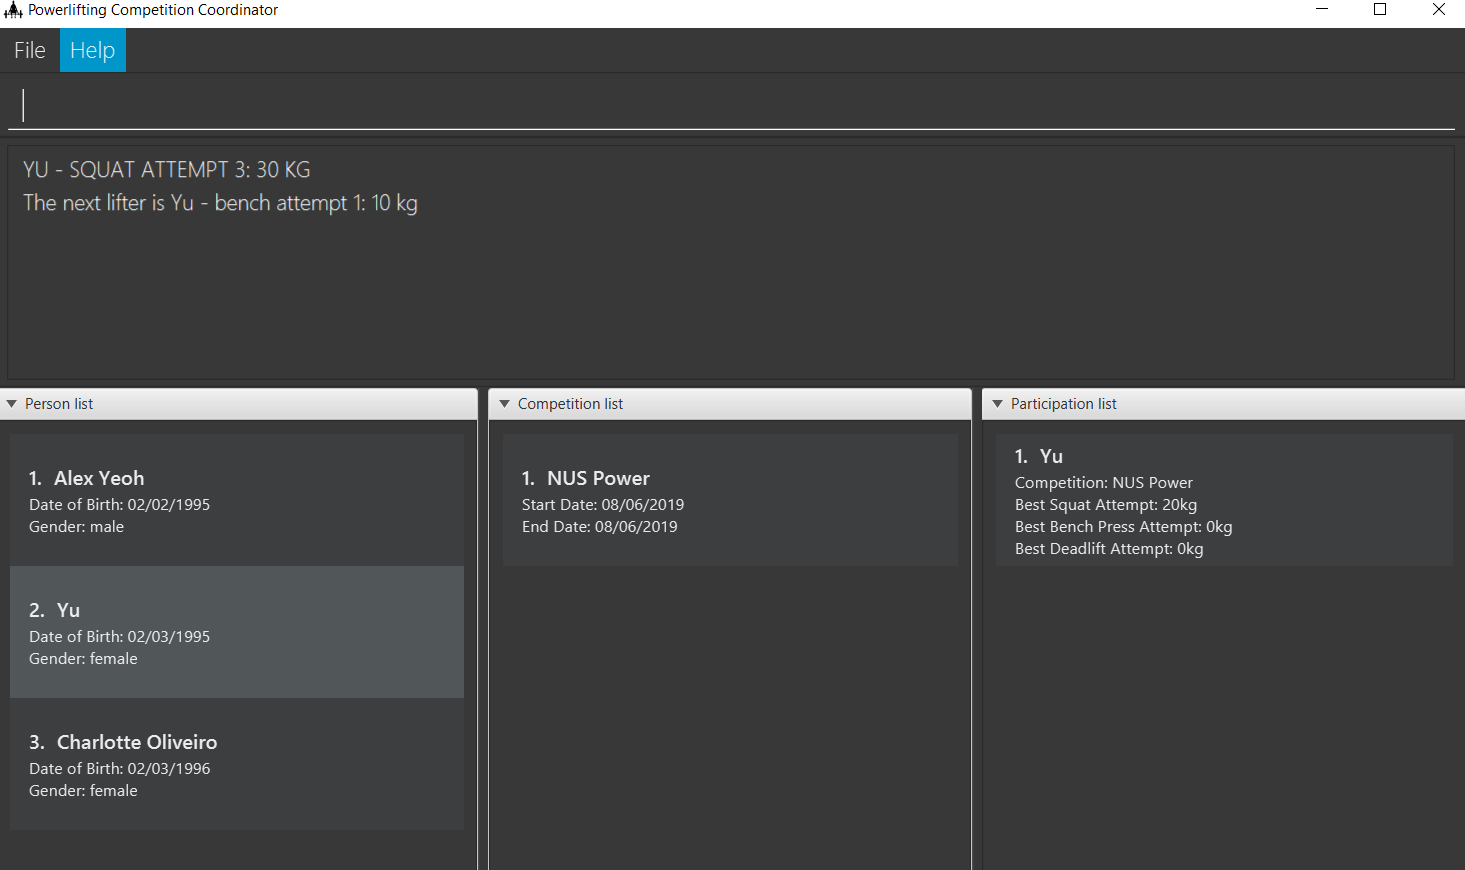 Powerlifting Competition Coordinator
File Help
YU - SQUAT ATTEMPT 3: 30 KG
The next lifter is Yu - bench attempt 1: 10 kg
Person list
1. Alex Yeoh
Date of Birth: 02/02/1995
Gender: male
2. Yu
Date of Birth: 02/03/1995
Gender: female
3. Charlotte Oliveiro
Date of Birth: 02/03/1996
Gender: female
Competition list
1. NUS Power
Start Date: 08/06/2019
End Date: 08/06/2019
Participation list
1. Yu
Competition: NUS Power
Best Squat Attempt: 20kg
Best Bench Press Attempt: 0kg
Best Deadlift Attempt: 0kg